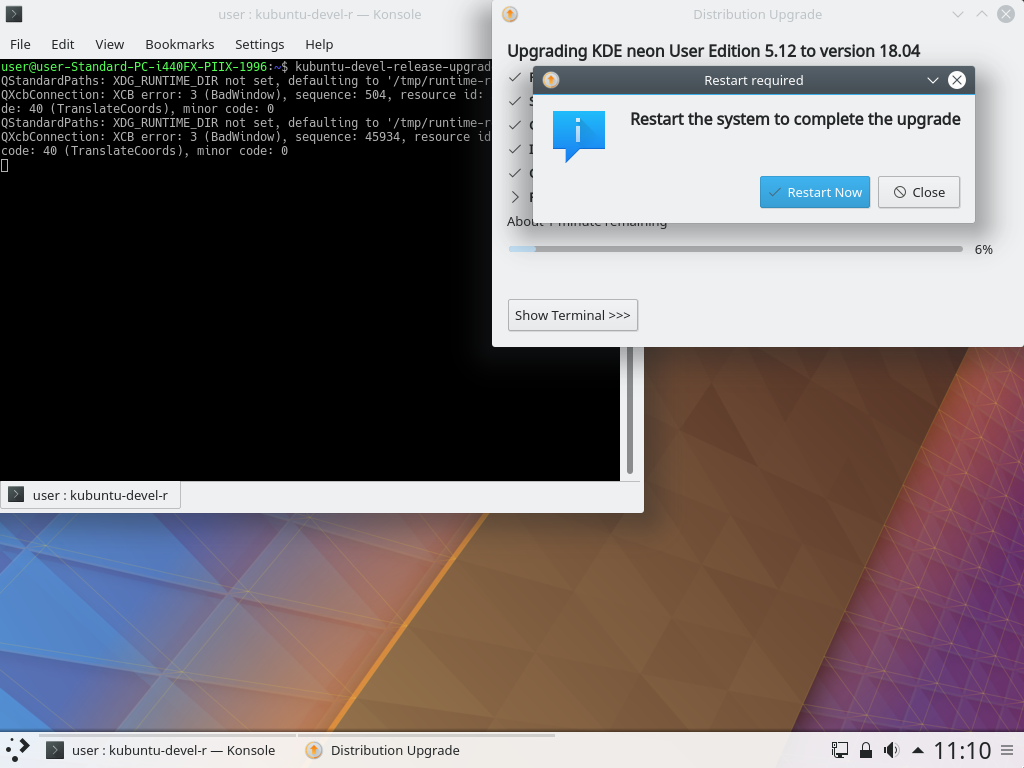 user : kubuntu-devel-r — Konsole
File Edit View Bookmarks Settings Help
user@user-Standard-PC-i440FX-PIIX-1996:~$ kubuntu-devel-release-upgrad
QStandardPaths: XDG_RUNTIME_DIR not set, defaulting to '/tmp/runtime-r
QXcbConnection: XCB error: 3 (BadWindow), sequence: 504, resource id:
de: 40 (TranslateCoords), minor code: 0
QStandardPaths: XDG_RUNTIME_DIR not set, defaulting to '/tmp/runtime-r
QXcbConnection: XCB error: 3 (BadWindow), sequence: 45934, resource id
code: 40 (TranslateCoords), minor code: 0
user : kubuntu-devel-r
Distribution Upgrade
Upgrading KDE neon User Edition 5.12 to version 18.04
Restart required
Restart the system to complete the upgrade
Restart Now
Close
About 1 minute remaining
6%
Show Terminal >>>
user : kubuntu-devel-r — Konsole
Distribution Upgrade
11:10